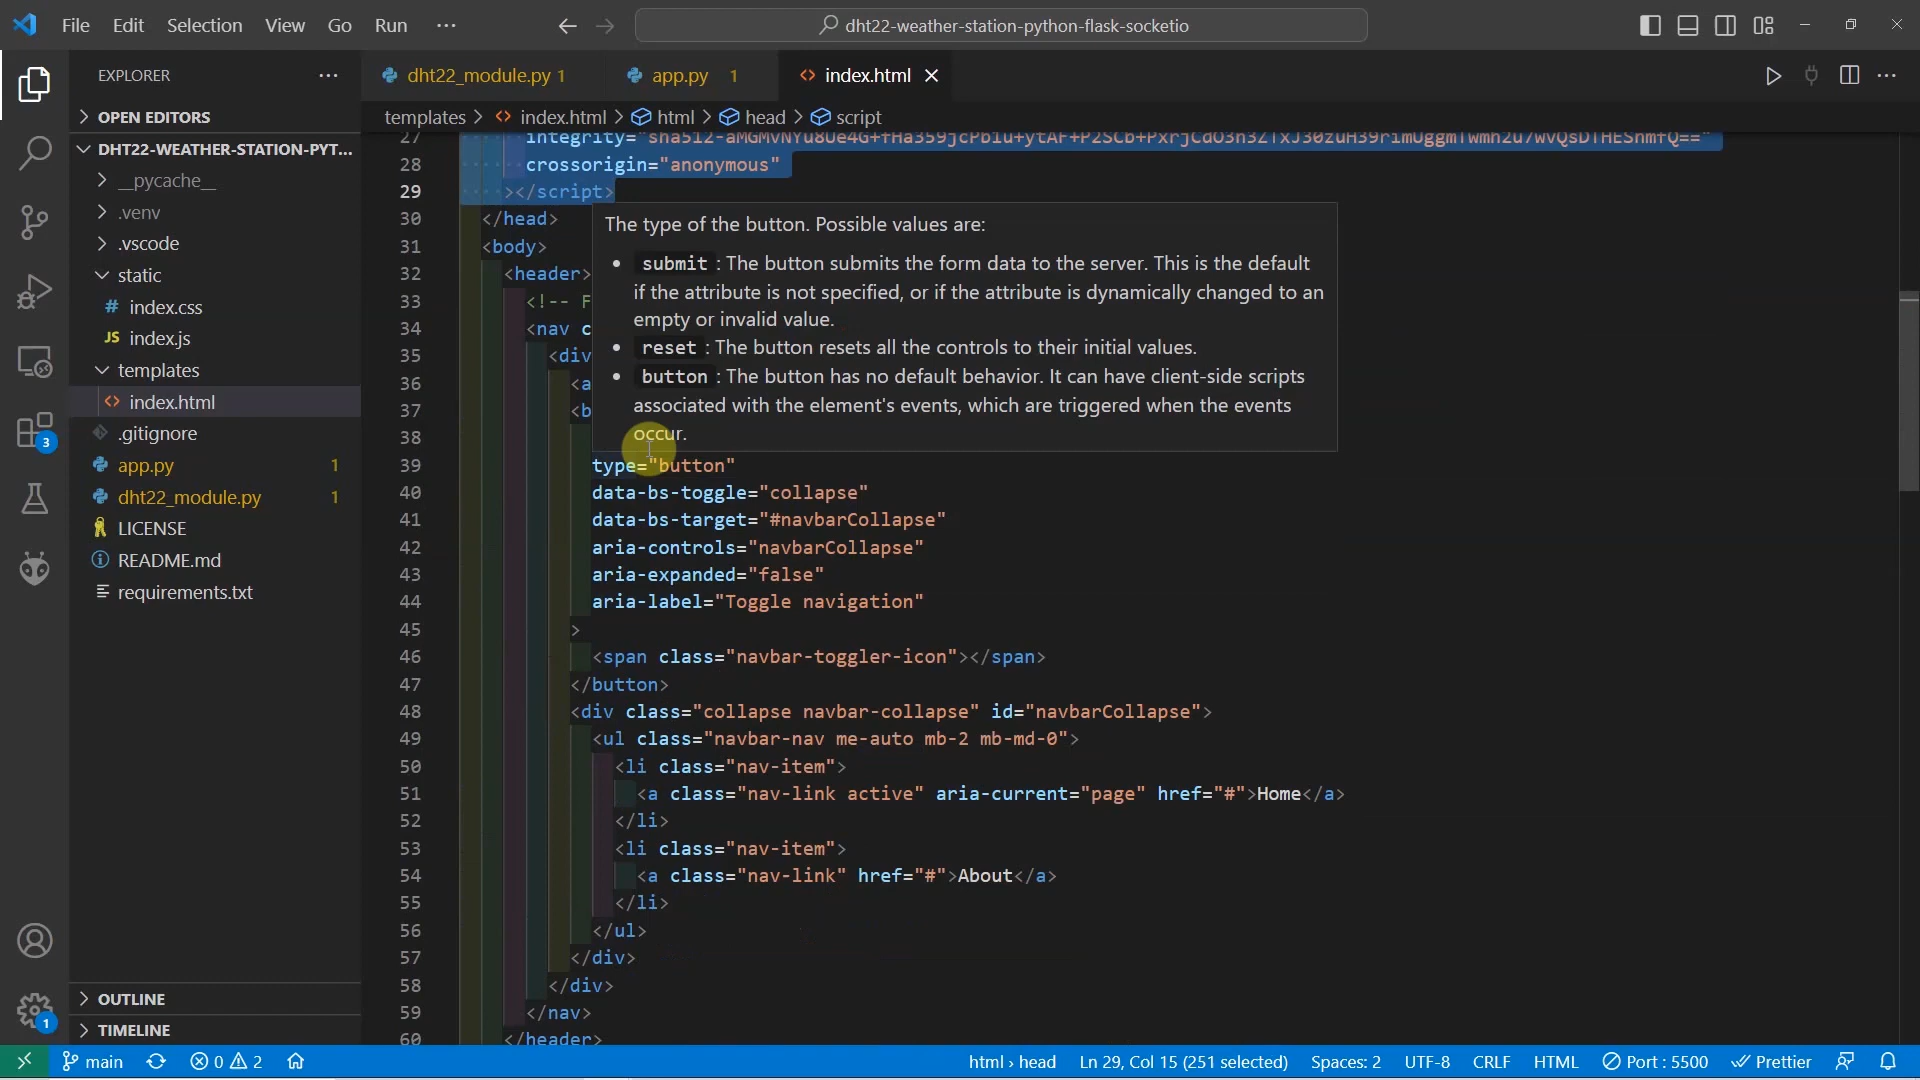 File Edit Selection View Go Run ···
dht22-weather-station-python-flask-socketio
EXPLORER
OPEN EDITORS
DHT22-WEATHER-STATION-PYT...
__pycache__
.venv
.vscode
static
# index.css
JS index.js
templates
<> index.html
.gitignore
app.py 1
dht22_module.py 1
LICENSE
README.md
requirements.txt
OUTLINE
TIMELINE
3
1
dht22_module.py 1
app.py 1
<> index.html
templates > <> index.html > html > head > script
28 crossorigin="anonymous"
29 ></script>
30 </head>
31 <body>
32 <header>
33 <!-- F
34 <nav c
35 <div
36 <a
37 <b
38
The type of the button. Possible values are:
• submit : The button submits the form data to the server. This is the default
if the attribute is not specified, or if the attribute is dynamically changed to an
empty or invalid value.
• reset : The button resets all the controls to their initial values.
• button : The button has no default behavior. It can have client-side scripts
associated with the element's events, which are triggered when the events
occur.
39 type="button"
40 data-bs-toggle="collapse"
41 data-bs-target="#navbarCollapse"
42 aria-controls="navbarCollapse"
43 aria-expanded="false"
44 aria-label="Toggle navigation"
45 >
46 <span class="navbar-toggler-icon"></span>
47 </button>
48 <div class="collapse navbar-collapse" id="navbarCollapse">
49 <ul class="navbar-nav me-auto mb-2 mb-md-0">
50 <li class="nav-item">
51 <a class="nav-link active" aria-current="page" href="#">Home</a>
52 </li>
53 <li class="nav-item">
54 <a class="nav-link" href="#">About</a>
55 </li>
56 </ul>
57 </div>
58 </div>
59 </nav>
60 </header>
main 0 2 html > head Ln 29, Col 15 (251 selected) Spaces: 2 UTF-8 CRLF HTML Port : 5500 Prettier